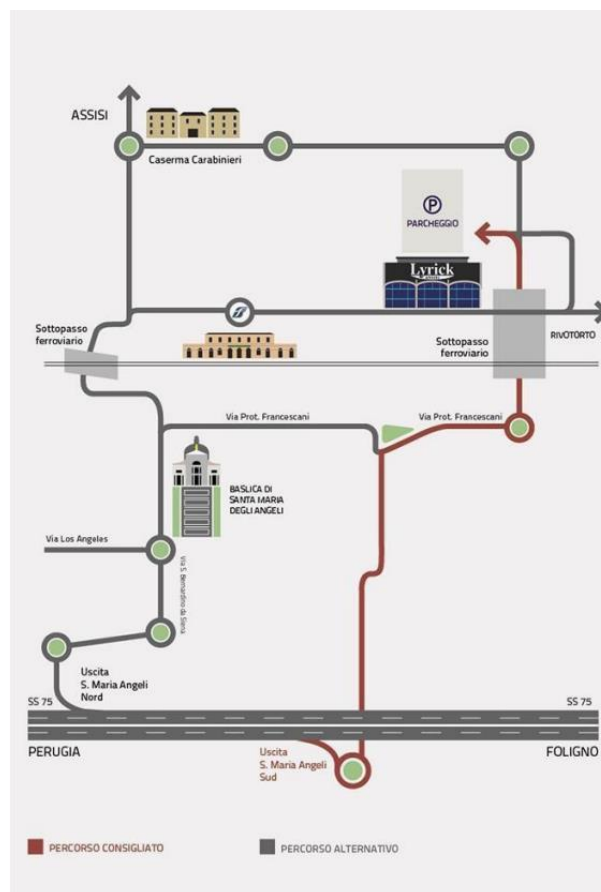 ASSISI
Caserma Carabinieri
P
PARCHEGGIO
Lyrick
Sottopasso
ferroviario
Sottopasso
ferroviario
RIVOTORTO
Via Prot. Francescani
Via Prot. Francescani
BASLICA DI
SANTA MARIA
DEGLI ANGELI
Via Los Angeles
Via S. Bernardino da Siena
Uscita
S. Maria Angeli
Nord
SS 75
SS 75
PERUGIA
FOLIGNO
Uscita
S. Maria Angeli
Sud
PERCORSO CONSIGLIATO
PERCORSO ALTERNATIVO